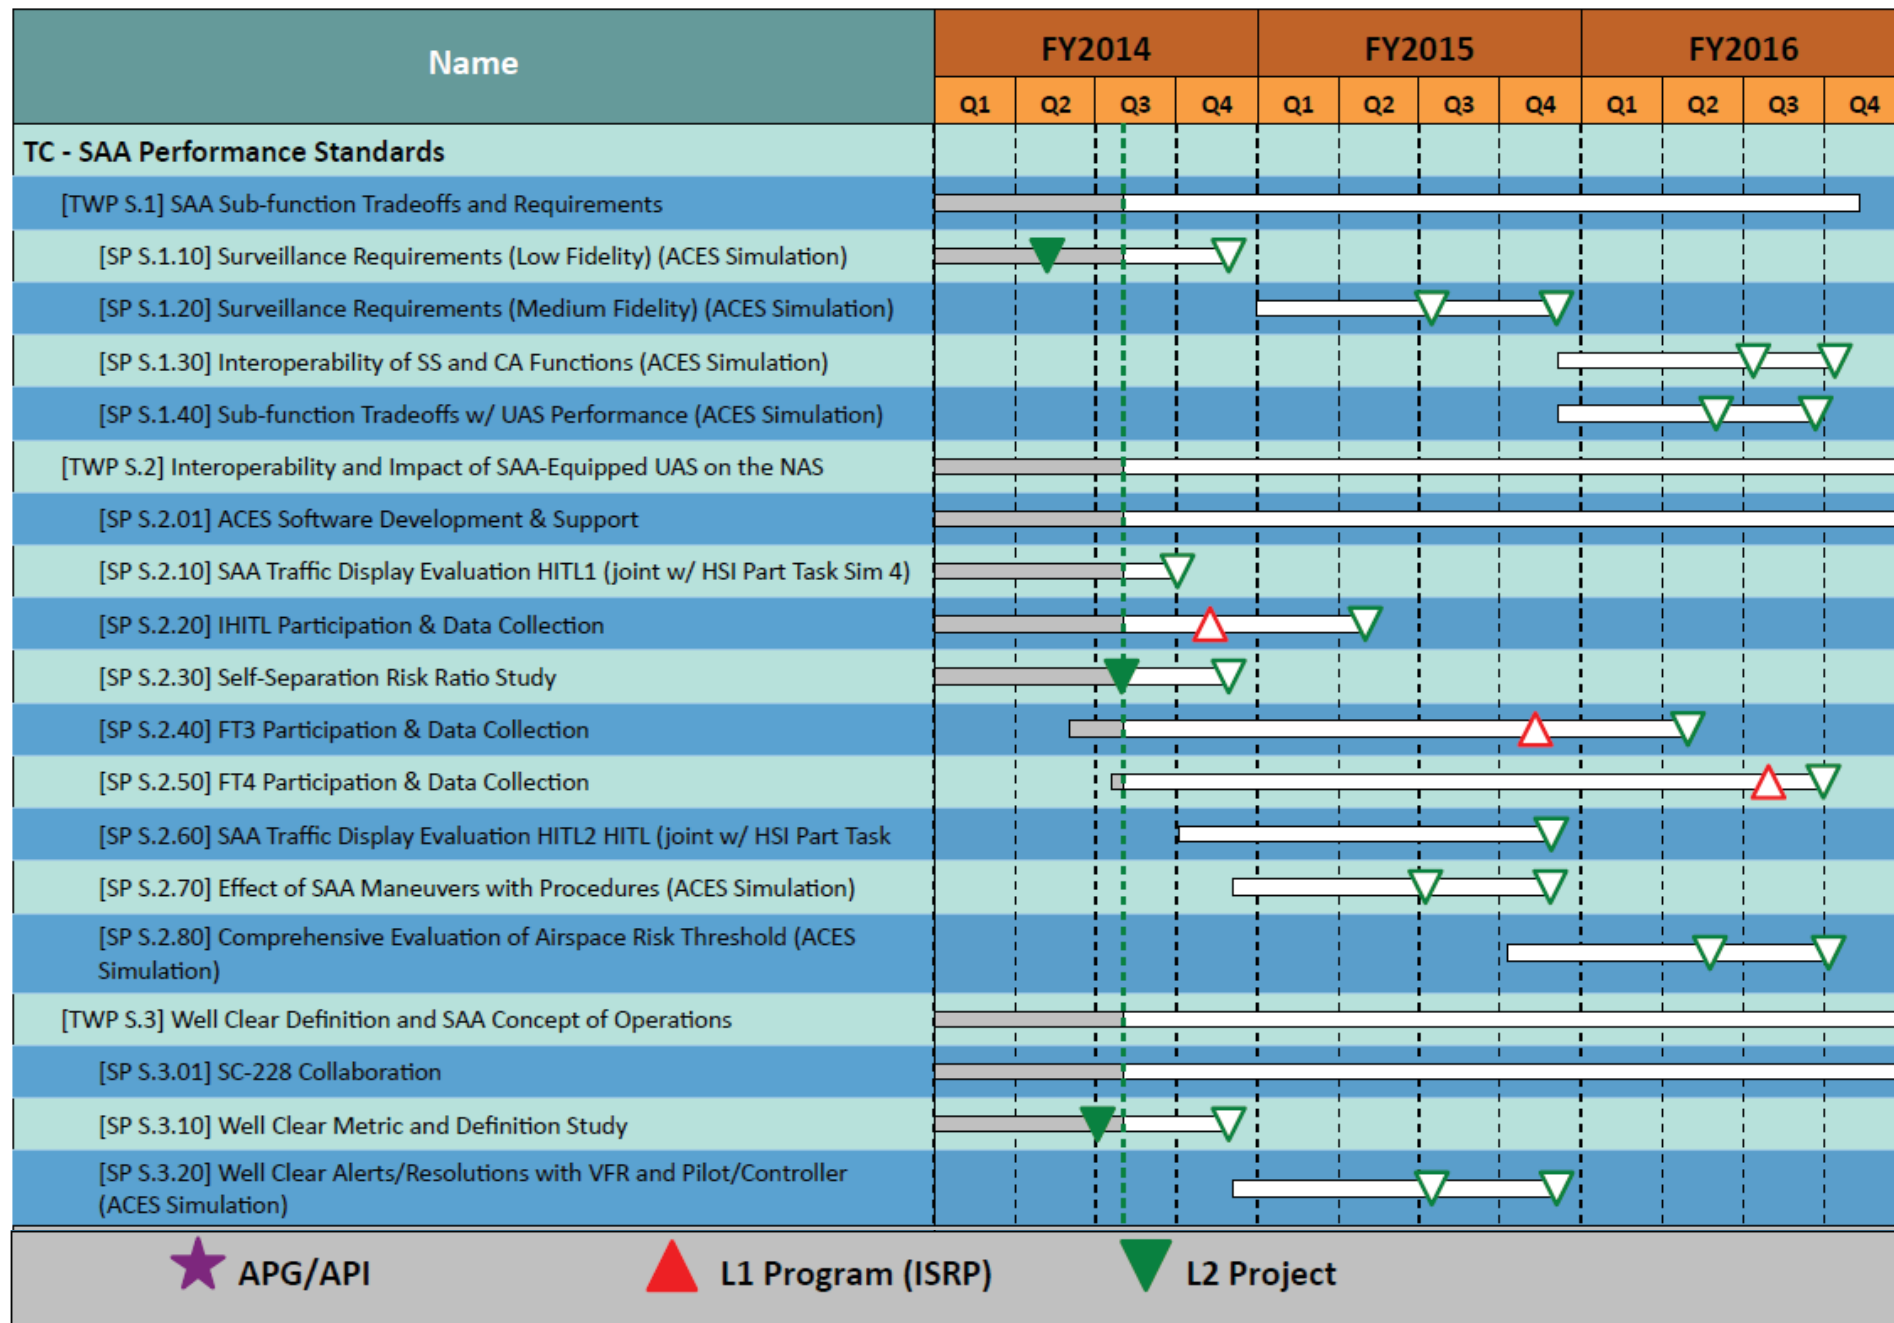 Name
FY2014 FY2015 FY2016
Q1 Q2 Q3 Q4 Q1 Q2 Q3 Q4 Q1 Q2 Q3 Q4
TC - SAA Performance Standards
[TWP S.1] SAA Sub-function Tradeoffs and Requirements
[SP S.1.10] Surveillance Requirements (Low Fidelity) (ACES Simulation)
[SP S.1.20] Surveillance Requirements (Medium Fidelity) (ACES Simulation)
[SP S.1.30] Interoperability of SS and CA Functions (ACES Simulation)
[SP S.1.40] Sub-function Tradeoffs w/ UAS Performance (ACES Simulation)
[TWP S.2] Interoperability and Impact of SAA-Equipped UAS on the NAS
[SP S.2.01] ACES Software Development & Support
[SP S.2.10] SAA Traffic Display Evaluation HITL1 (joint w/ HSI Part Task Sim 4)
[SP S.2.20] IHITL Participation & Data Collection
[SP S.2.30] Self-Separation Risk Ratio Study
[SP S.2.40] FT3 Participation & Data Collection
[SP S.2.50] FT4 Participation & Data Collection
[SP S.2.60] SAA Traffic Display Evaluation HITL2 HITL (joint w/ HSI Part Task
[SP S.2.70] Effect of SAA Maneuvers with Procedures (ACES Simulation)
[SP S.2.80] Comprehensive Evaluation of Airspace Risk Threshold (ACES
Simulation)
[TWP S.3] Well Clear Definition and SAA Concept of Operations
[SP S.3.01] SC-228 Collaboration
[SP S.3.10] Well Clear Metric and Definition Study
[SP S.3.20] Well Clear Alerts/Resolutions with VFR and Pilot/Controller
(ACES Simulation)
APG/API L1 Program (ISRP) L2 Project